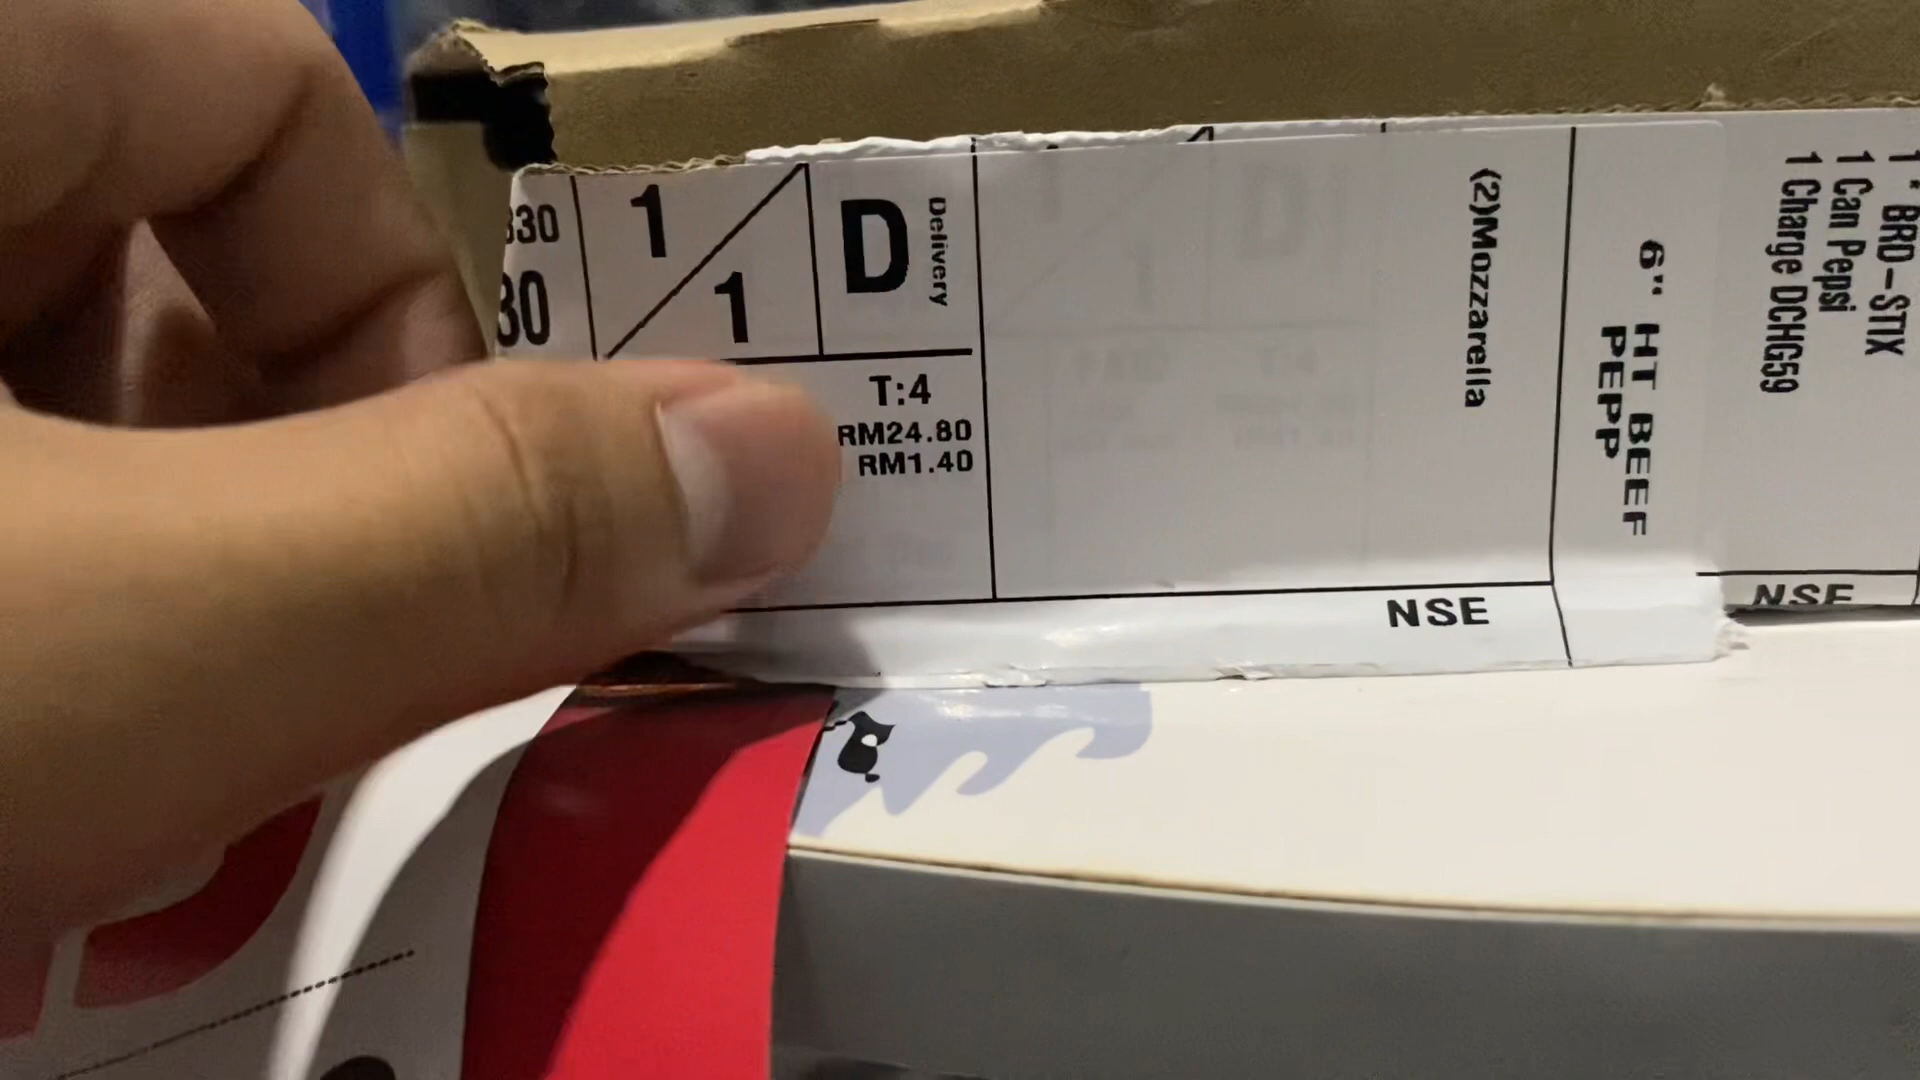 330
30
1
1
D
Delivery
T:4
RM24.80
RM1.40
(2)Mozzarella
NSE
6" HT BEEF
PEPP
BRD-STIX
1 Can Pepsi
1 Charge DCHG59
NSE